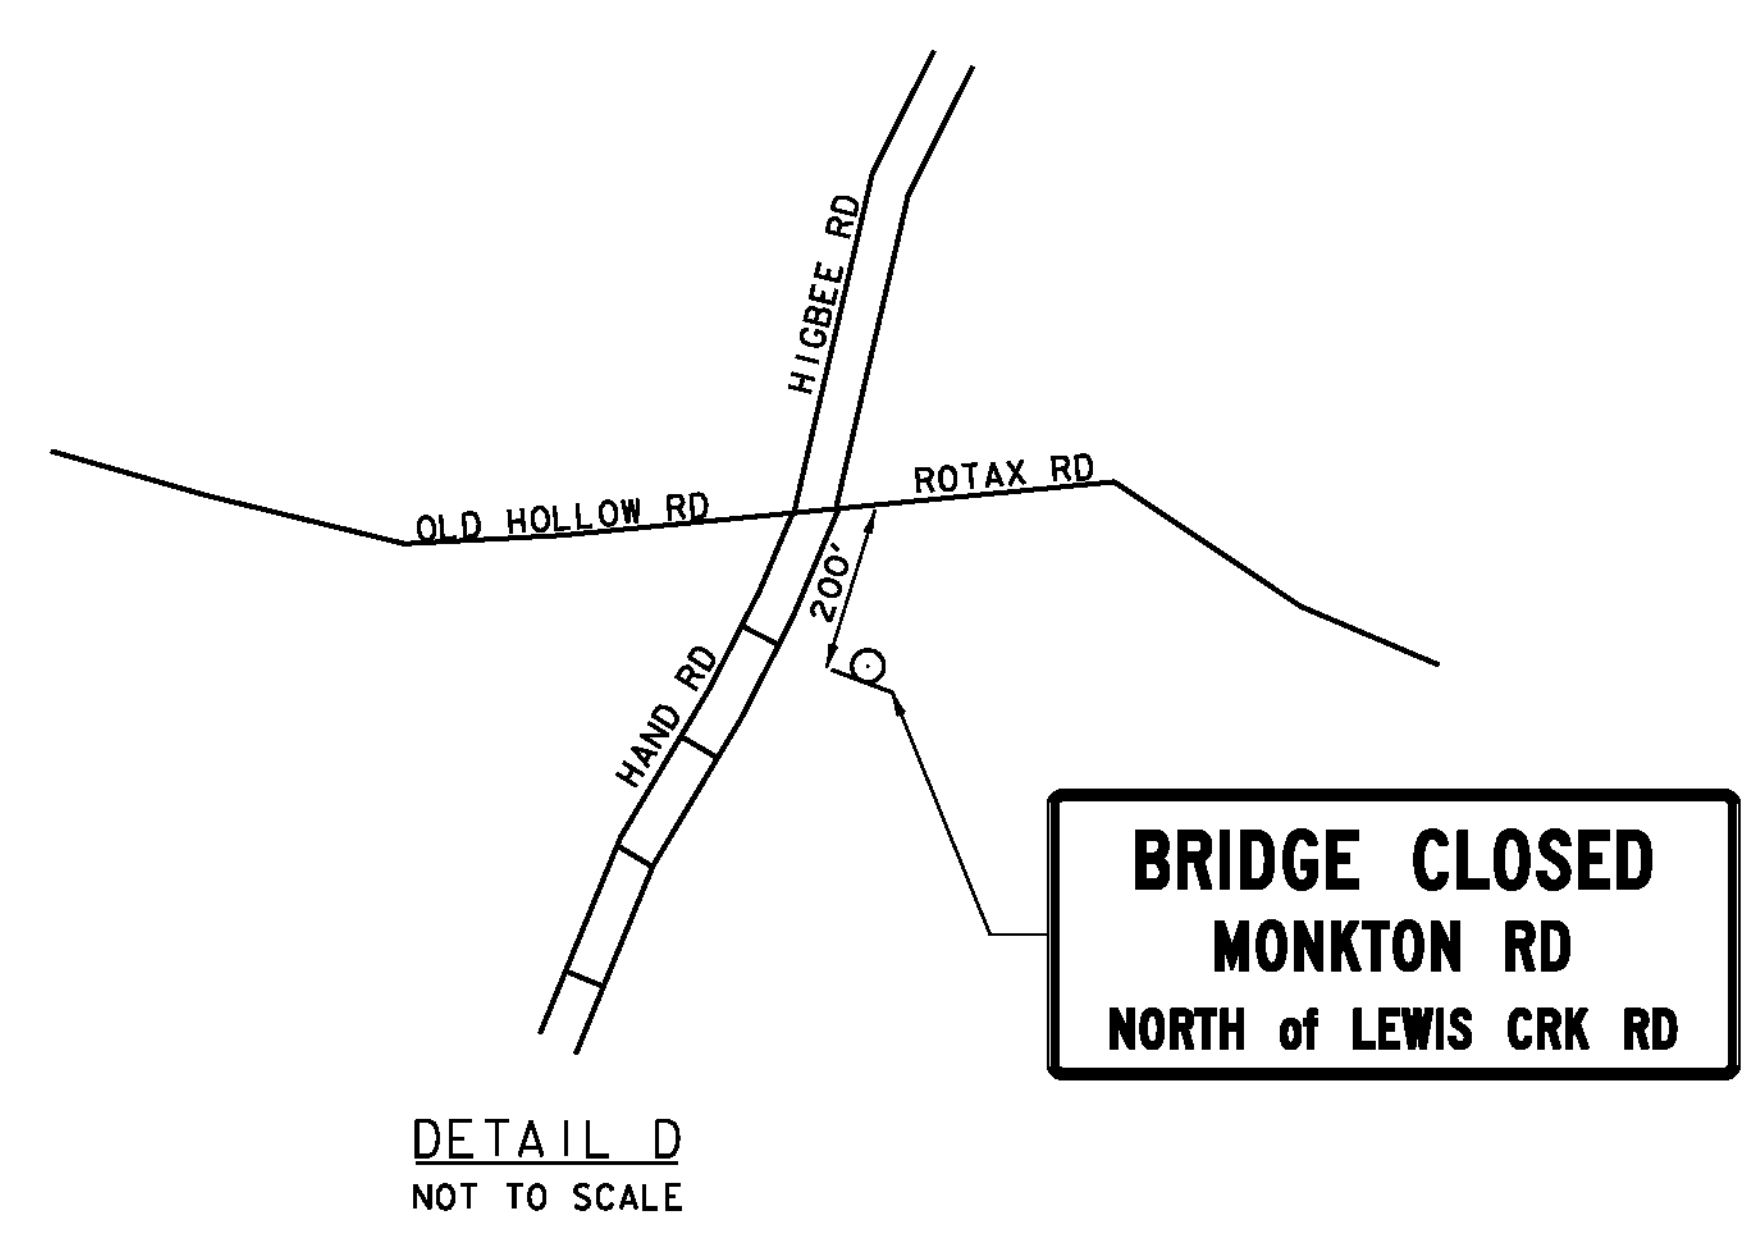 HIGBEE RD
ROTAX RD
OLD HOLLOW RD
200'
HAND RD
BRIDGE CLOSED
MONKTON RD
NORTH of LEWIS CRK RD
DETAIL D
NOT TO SCALE